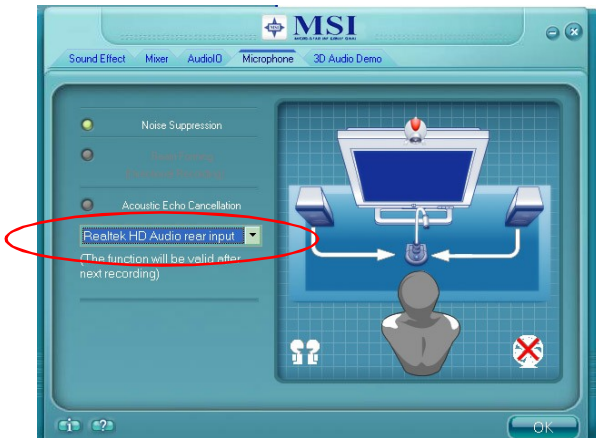 MSI
Sound Effect
Mixer
AudioIO
Microphone
3D Audio Demo
Noise Suppression
Acoustic Echo Cancellation
Realtek HD Audio rear input
(The function will be valid after
next recording)
OK